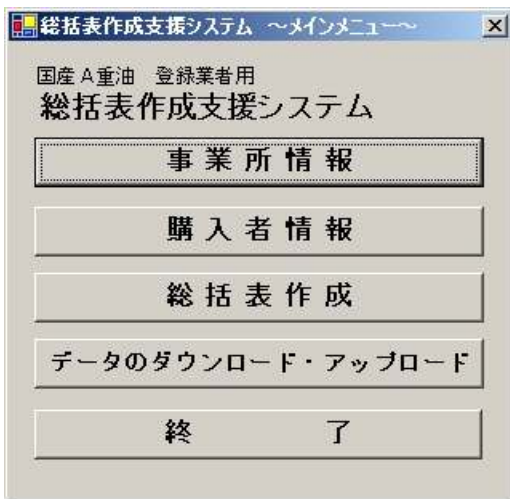 総括表作成支援システム ～メインメニュー～
国産A重油 登録業者用
総括表作成支援システム
事業所情報
購入者情報
総括表作成
データのダウンロード・アップロード
終 了